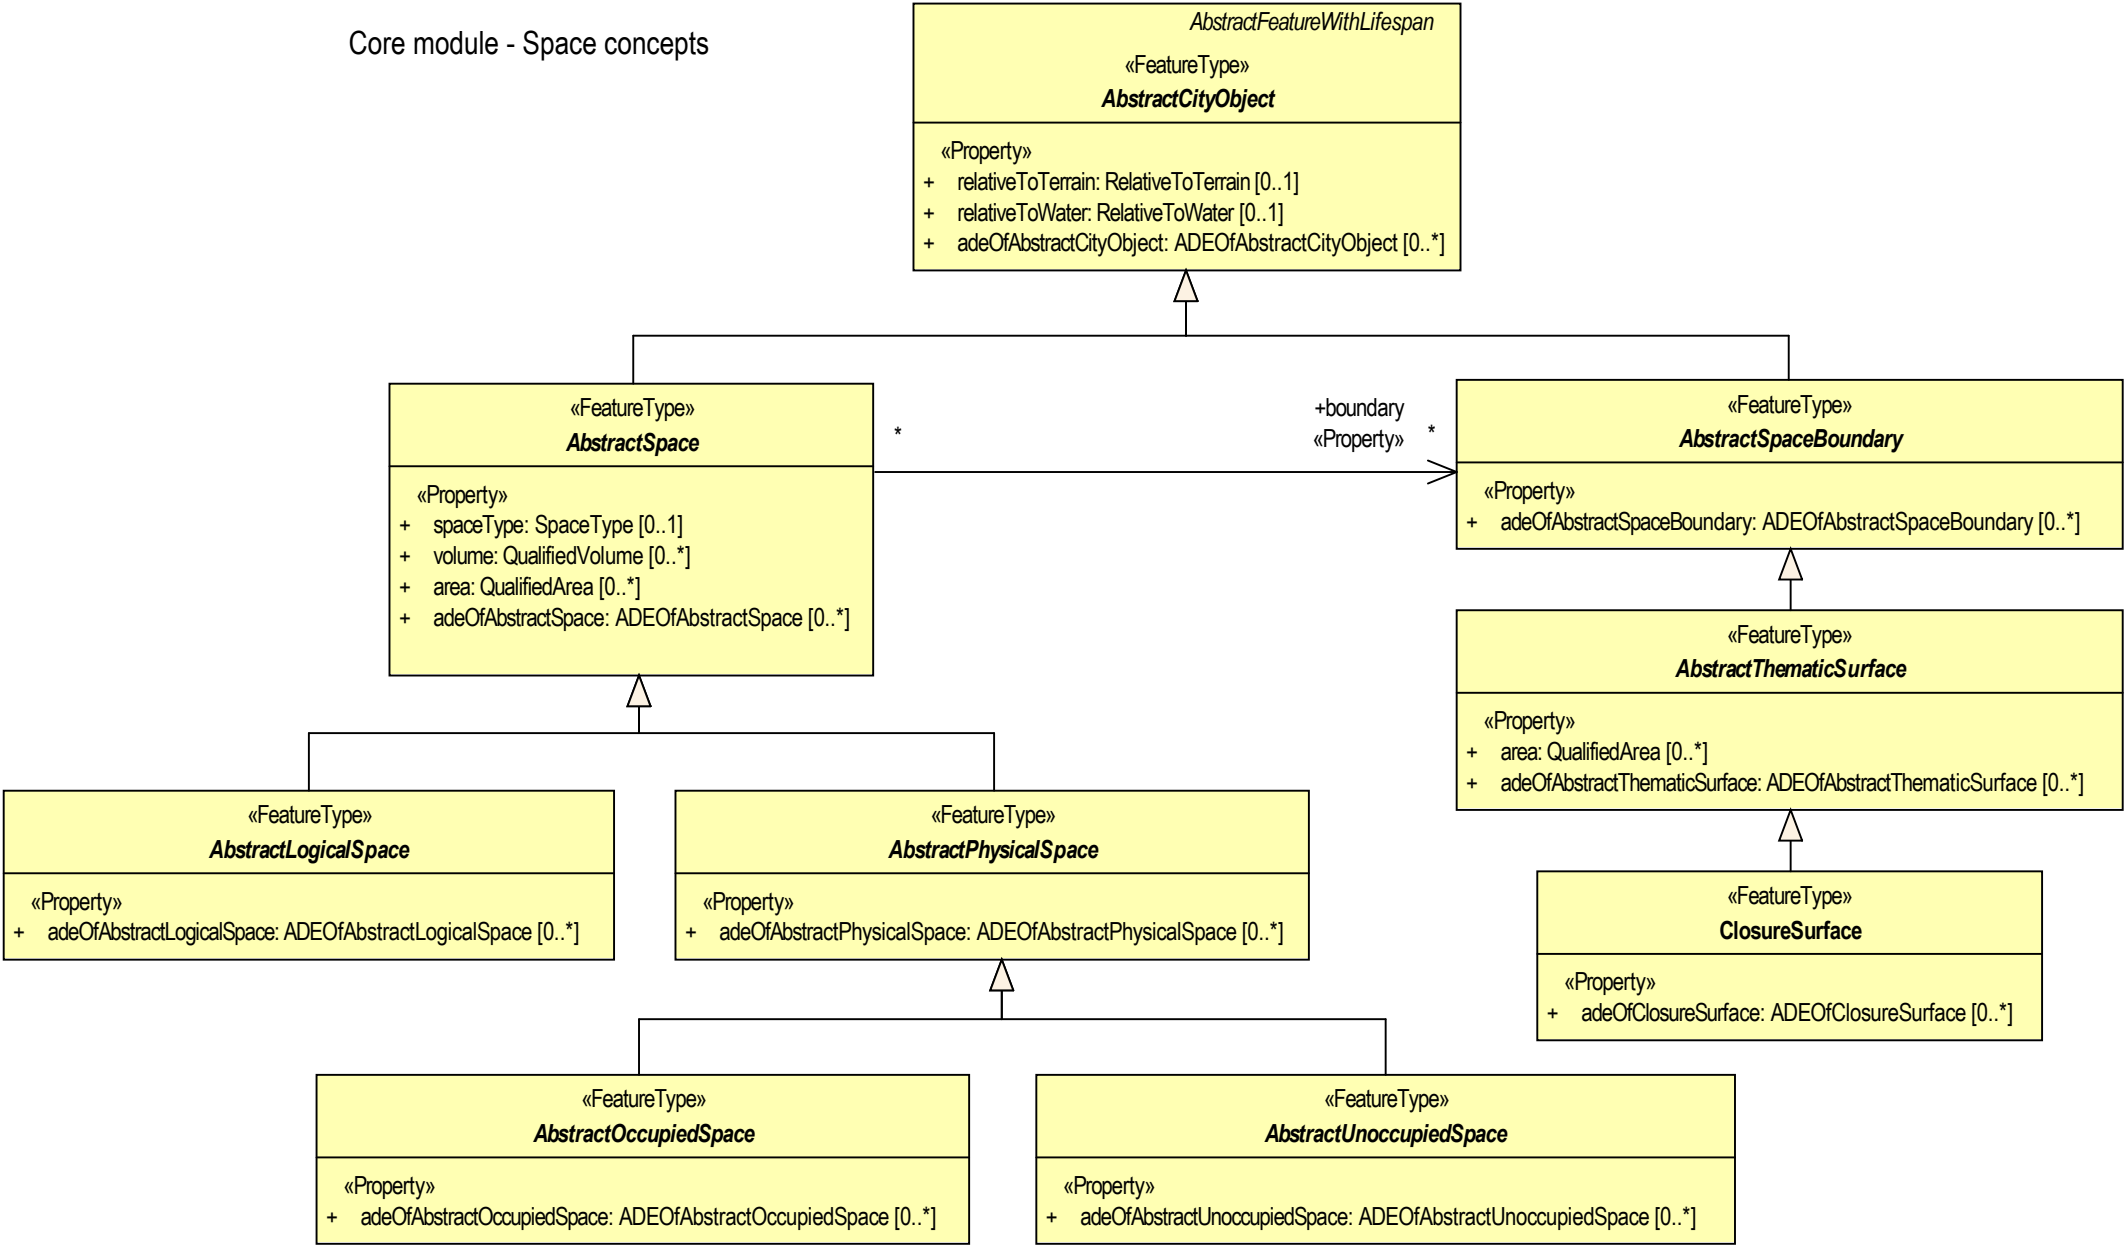 Core module - Space concepts
AbstractFeatureWithLifespan
«FeatureType»
AbstractCityObject
«Property»
+ relativeToTerrain: RelativeToTerrain [0..1]
+ relativeToWater: RelativeToWater [0..1]
+ adeOfAbstractCityObject: ADEOfAbstractCityObject [0..*]
«FeatureType»
AbstractSpace
«Property»
+ spaceType: SpaceType [0..1]
+ volume: QualifiedVolume [0..*]
+ area: QualifiedArea [0..*]
+ adeOfAbstractSpace: ADEOfAbstractSpace [0..*]
*
+boundary
«Property»
*
«FeatureType»
AbstractSpaceBoundary
«Property»
+ adeOfAbstractSpaceBoundary: ADEOfAbstractSpaceBoundary [0..*]
«FeatureType»
AbstractThematicSurface
«Property»
+ area: QualifiedArea [0..*]
+ adeOfAbstractThematicSurface: ADEOfAbstractThematicSurface [0..*]
«FeatureType»
AbstractLogicalSpace
«Property»
+ adeOfAbstractLogicalSpace: ADEOfAbstractLogicalSpace [0..*]
«FeatureType»
AbstractPhysicalSpace
«Property»
+ adeOfAbstractPhysicalSpace: ADEOfAbstractPhysicalSpace [0..*]
«FeatureType»
ClosureSurface
«Property»
+ adeOfClosureSurface: ADEOfClosureSurface [0..*]
«FeatureType»
AbstractOccupiedSpace
«Property»
+ adeOfAbstractOccupiedSpace: ADEOfAbstractOccupiedSpace [0..*]
«FeatureType»
AbstractUnoccupiedSpace
«Property»
+ adeOfAbstractUnoccupiedSpace: ADEOfAbstractUnoccupiedSpace [0..*]